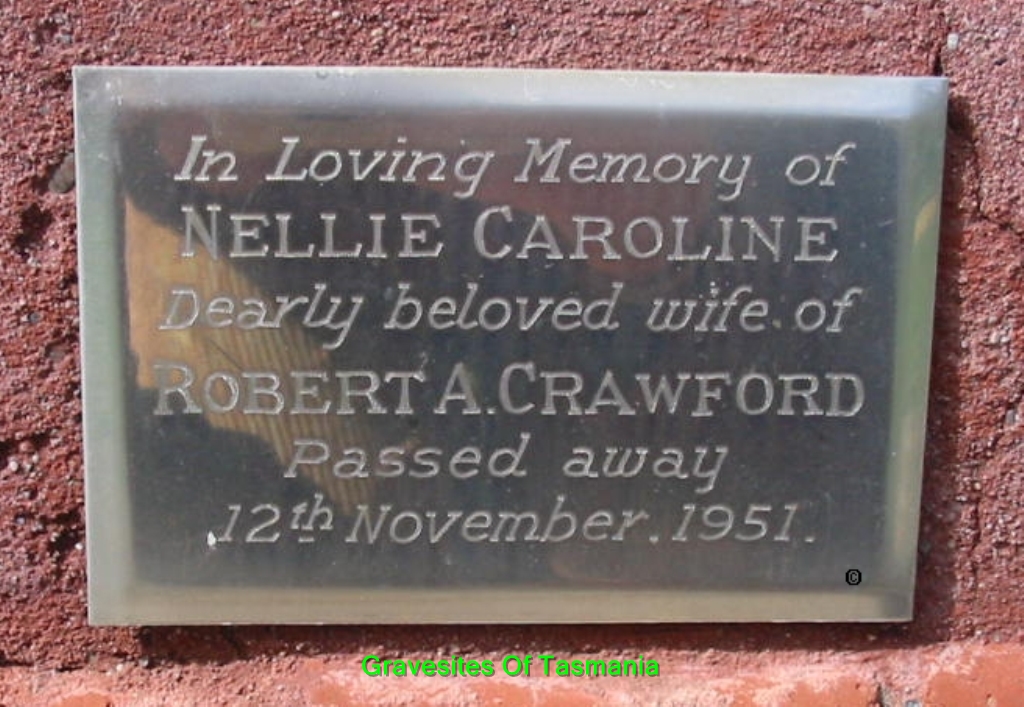 In Loving Memory of
NELLIE CAROLINE
Dearly beloved wife of
ROBERT A. CRAWFORD
Passed away
12th November. 1951.
©
Gravesites Of Tasmania